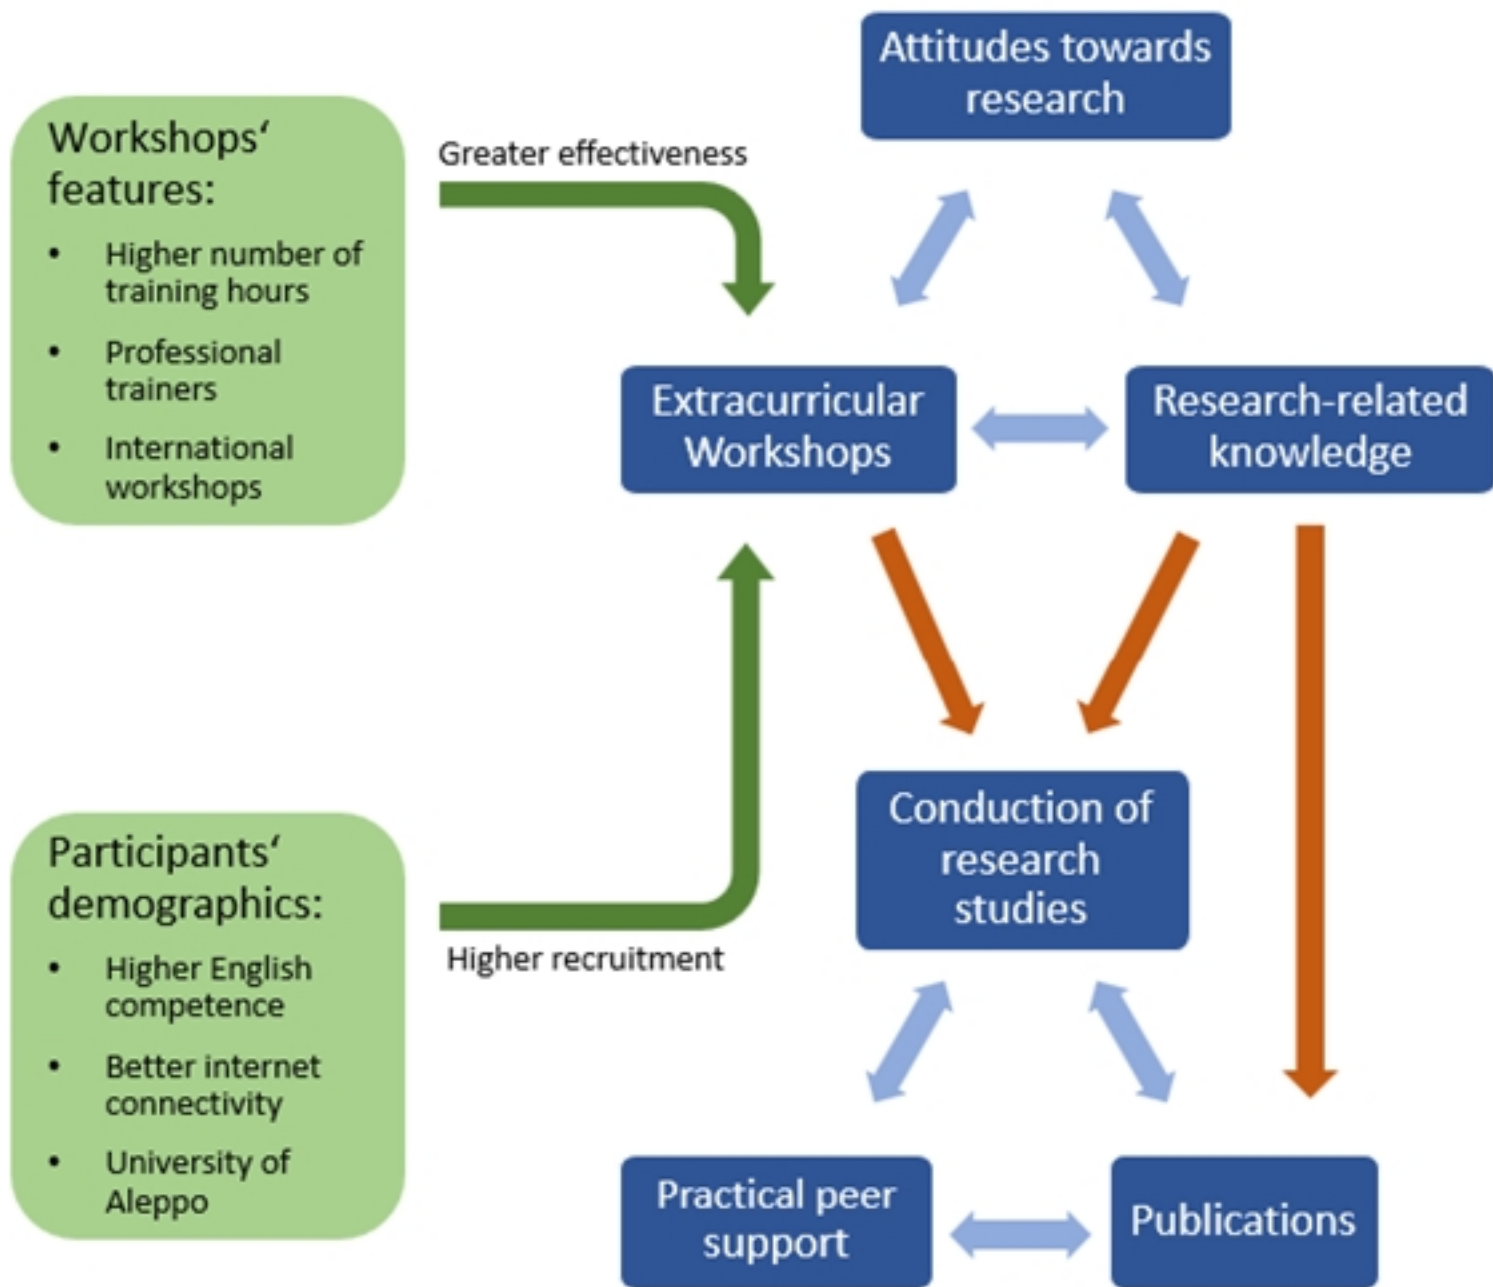 Attitudes towards
research
Workshops‘
features:
• Higher number of
training hours
• Professional
trainers
• International
workshops
Greater effectiveness
Extracurricular
Workshops
Research-related
knowledge
Participants‘
demographics:
• Higher English
competence
• Better internet
connectivity
• University of
Aleppo
Higher recruitment
Conduction of
research
studies
Practical peer
support
Publications